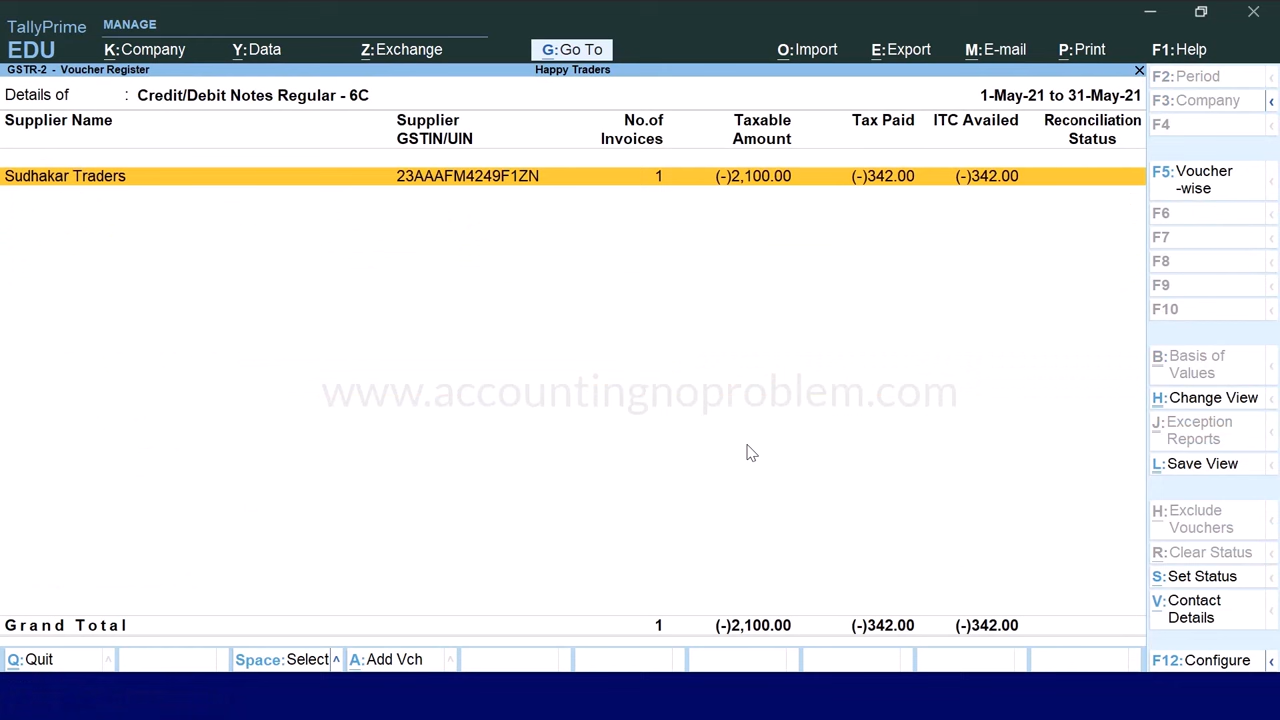 TallyPrime MANAGE
EDU K:Company Y:Data Z:Exchange G:Go To O:Import E:Export M:E-mail P:Print F1:Help
GSTR-2 - Voucher Register Happy Traders
Details of : Credit/Debit Notes Regular - 6C 1-May-21 to 31-May-21
Supplier Name Supplier No.of Taxable Tax Paid ITC Availed Reconciliation
GSTIN/UIN Invoices Amount Status
Sudhakar Traders 23AAAFM4249F1ZN 1 (-)2,100.00 (-)342.00 (-)342.00
www.accountingnoproblem.com
Grand Total 1 (-)2,100.00 (-)342.00 (-)342.00
Q:Quit Space:Select A:Add Vch
F2:Period
F3:Company
F4
F5:Voucher
-wise
F6
F7
F8
F9
F10
B:Basis of
Values
H:Change View
J:Exception
Reports
L:Save View
H:Exclude
Vouchers
R:Clear Status
S:Set Status
V:Contact
Details
F12:Configure